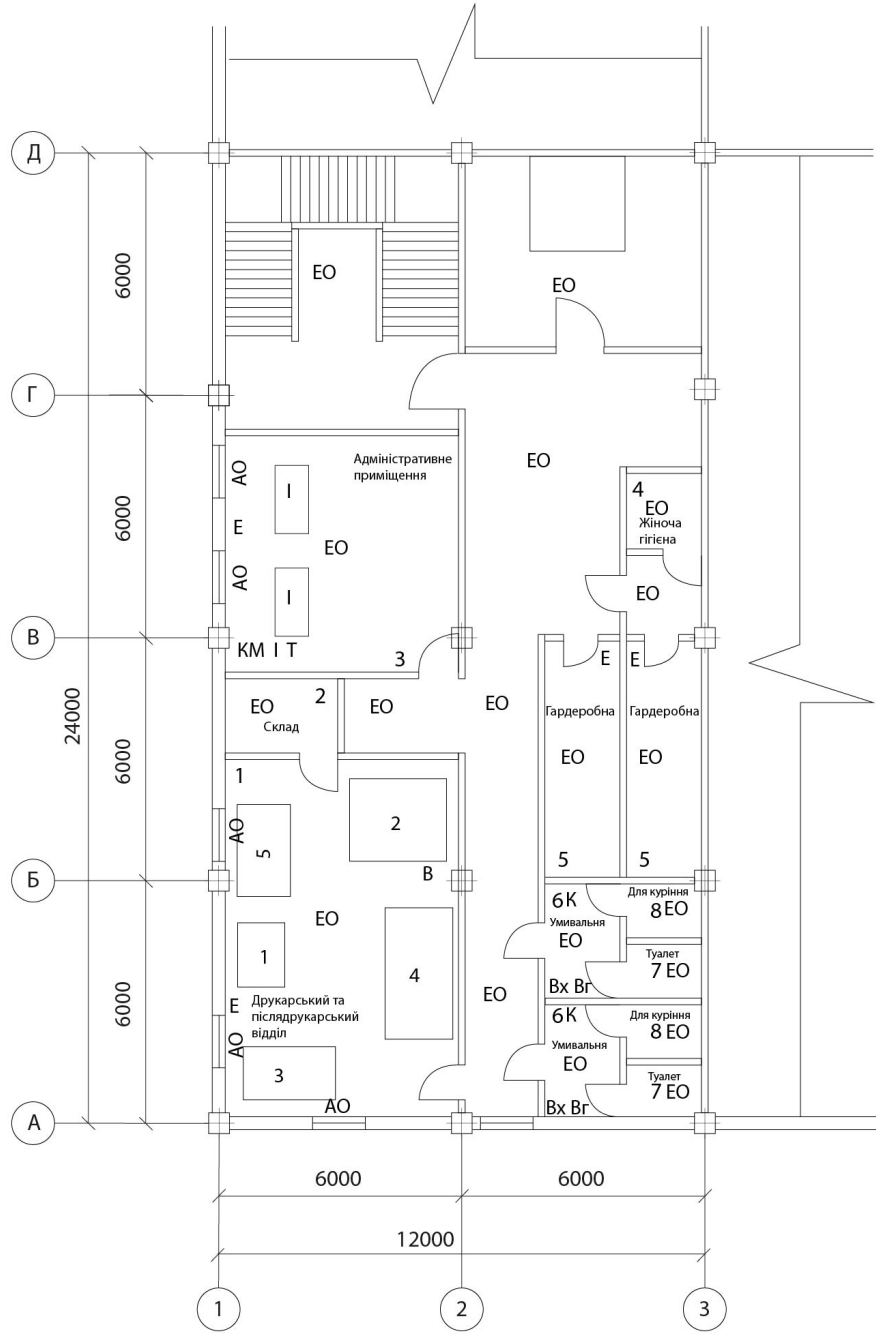 Д
6000
ЕО
ЕО
Г
Адміністративне
приміщення
АО
І
ЕО
4
ЕО
Жіноча
гігієна
6000
Е
ЕО
АО
І
ЕО
В
КМ І Т
3
Е
Е
24000
ЕО
2
Склад
ЕО
ЕО
Гардеробна
Гардеробна
6000
1
ЕО
ЕО
АО
5
2
В
5
5
Б
6 К
Умивальня
ЕО
Вх Вг
Для куріння
8 ЕО
Туалет
7 ЕО
ЕО
1
4
ЕО
6000
Е
Друкарський та
післядрукарський
відділ
АО
3
АО
6 К
Умивальня
ЕО
Вх Вг
Для куріння
8 ЕО
Туалет
7 ЕО
А
6000
6000
12000
1
2
3